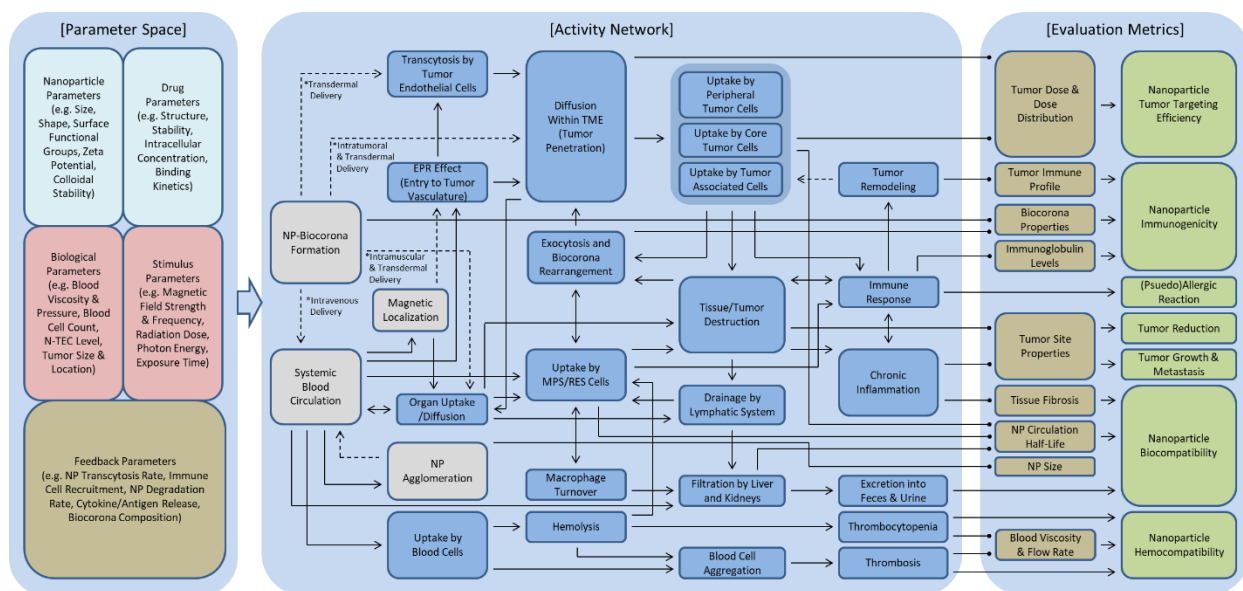 [Parameter Space]
Nanoparticle
Parameters
(e.g. Size,
Shape, Surface
Functional
Groups, Zeta
Potential,
Colloidal
Stability)
Drug
Parameters
(e.g. Structure,
Stability,
Intracellular
Concentration,
Binding
Kinetics)
Biological
Parameters
(e.g. Blood
Viscosity &
Pressure, Blood
Cell Count,
N-TEC Level,
Tumor Size &
Location)
Stimulus
Parameters
(e.g. Magnetic
Field Strength
& Frequency,
Radiation Dose,
Photon Energy,
Exposure Time)
Feedback Parameters
(e.g. NP Transcytosis Rate, Immune
Cell Recruitment, NP Degradation
Rate, Cytokine/Antigen Release,
Biocorona Composition)
[Activity Network]
*Transdermal
Delivery
Transcytosis by
Tumor
Endothelial Cells
*Intratumoral
& Transdermal
Delivery
EPR Effect
(Entry to Tumor
Vasculature)
Diffusion
Within TME
(Tumor
Penetration)
Uptake by
Peripheral
Tumor Cells
Uptake by Core
Tumor Cells
Uptake by Tumor
Associated Cells
Tumor
Remodeling
NP-Biocorona
Formation
*Intramuscular
& Transdermal
Delivery
*Intravenous
Delivery
Magnetic
Localization
Exocytosis and
Biocorona
Rearrangement
Tissue/Tumor
Destruction
Immune
Response
Systemic
Blood
Circulation
Organ Uptake
/Diffusion
Uptake by
MPS/RES Cells
Drainage by
Lymphatic System
Chronic
Inflammation
NP
Agglomeration
Macrophage
Turnover
Filtration by Liver
and Kidneys
Excretion into
Feces & Urine
Uptake by
Blood Cells
Hemolysis
Thrombocytopenia
Blood Cell
Aggregation
Thrombosis
[Evaluation Metrics]
Tumor Dose &
Dose
Distribution
Nanoparticle
Tumor Targeting
Efficiency
Tumor Immune
Profile
Biocorona
Properties
Immunoglobulin
Levels
Nanoparticle
Immunogenicity
(Psuedo)Allergic
Reaction
Tumor Site
Properties
Tumor Reduction
Tumor Growth &
Metastasis
Tissue Fibrosis
NP Circulation
Half-Life
NP Size
Nanoparticle
Biocompatibility
Blood Viscosity
& Flow Rate
Nanoparticle
Hemocompatibility